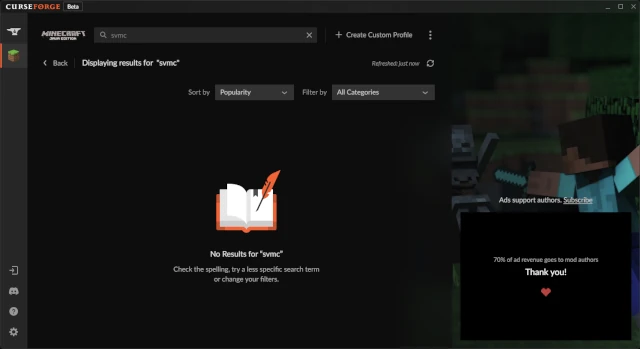 CURSEFORGE Beta
MINECRAFT
JAVA EDITION
svmc
Create Custom Profile
Back
Displaying results for "svmc"
Refreshed: just now
Sort by
Popularity
Filter by
All Categories
No Results for "svmc"
Check the spelling, try a less specific search term
or change your filters.
Ads support authors. Subscribe
70% of ad revenue goes to mod authors
Thank you!